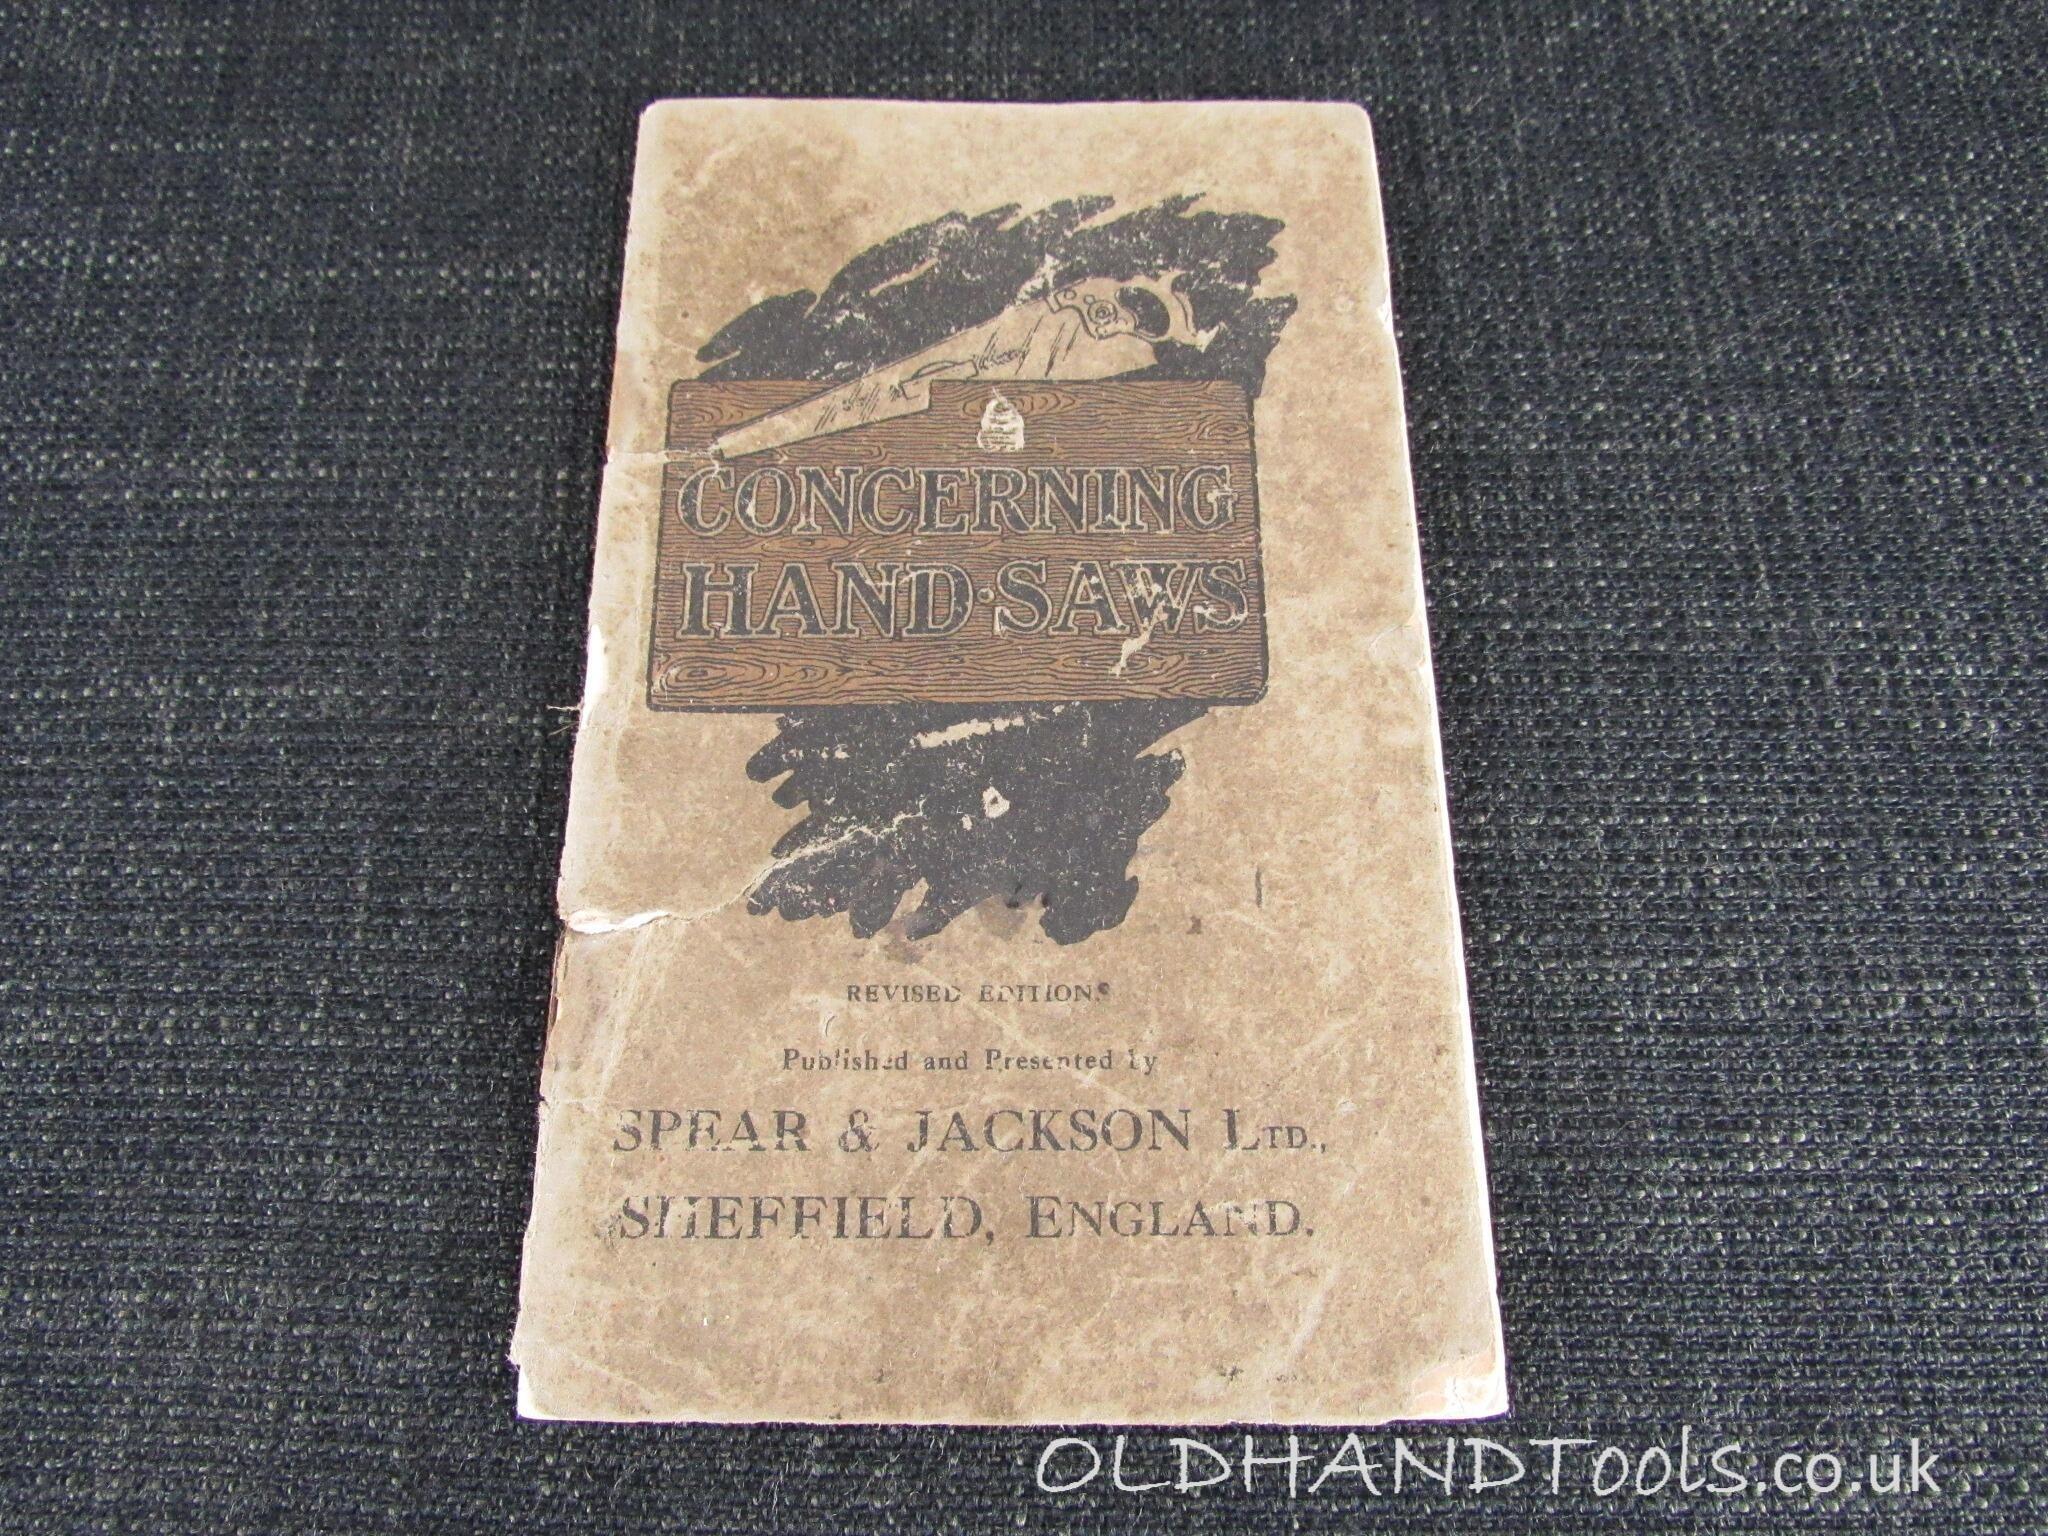 CONCERNING
HAND·SAWS
REVISED EDITION.
Published and Presented by
SPEAR & JACKSON LTD.,
SHEFFIELD, ENGLAND.
OLDHANDTools.co.uk